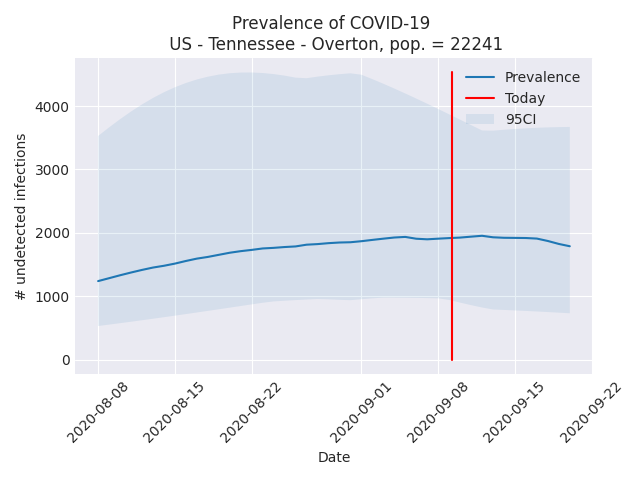 Prevalence of COVID-19
US - Tennessee - Overton, pop. = 22241
Prevalence
Today
95CI
# undetected infections
4000
3000
2000
1000
0
2020-08-08
2020-08-15
2020-08-22
2020-09-01
2020-09-08
2020-09-15
2020-09-22
Date